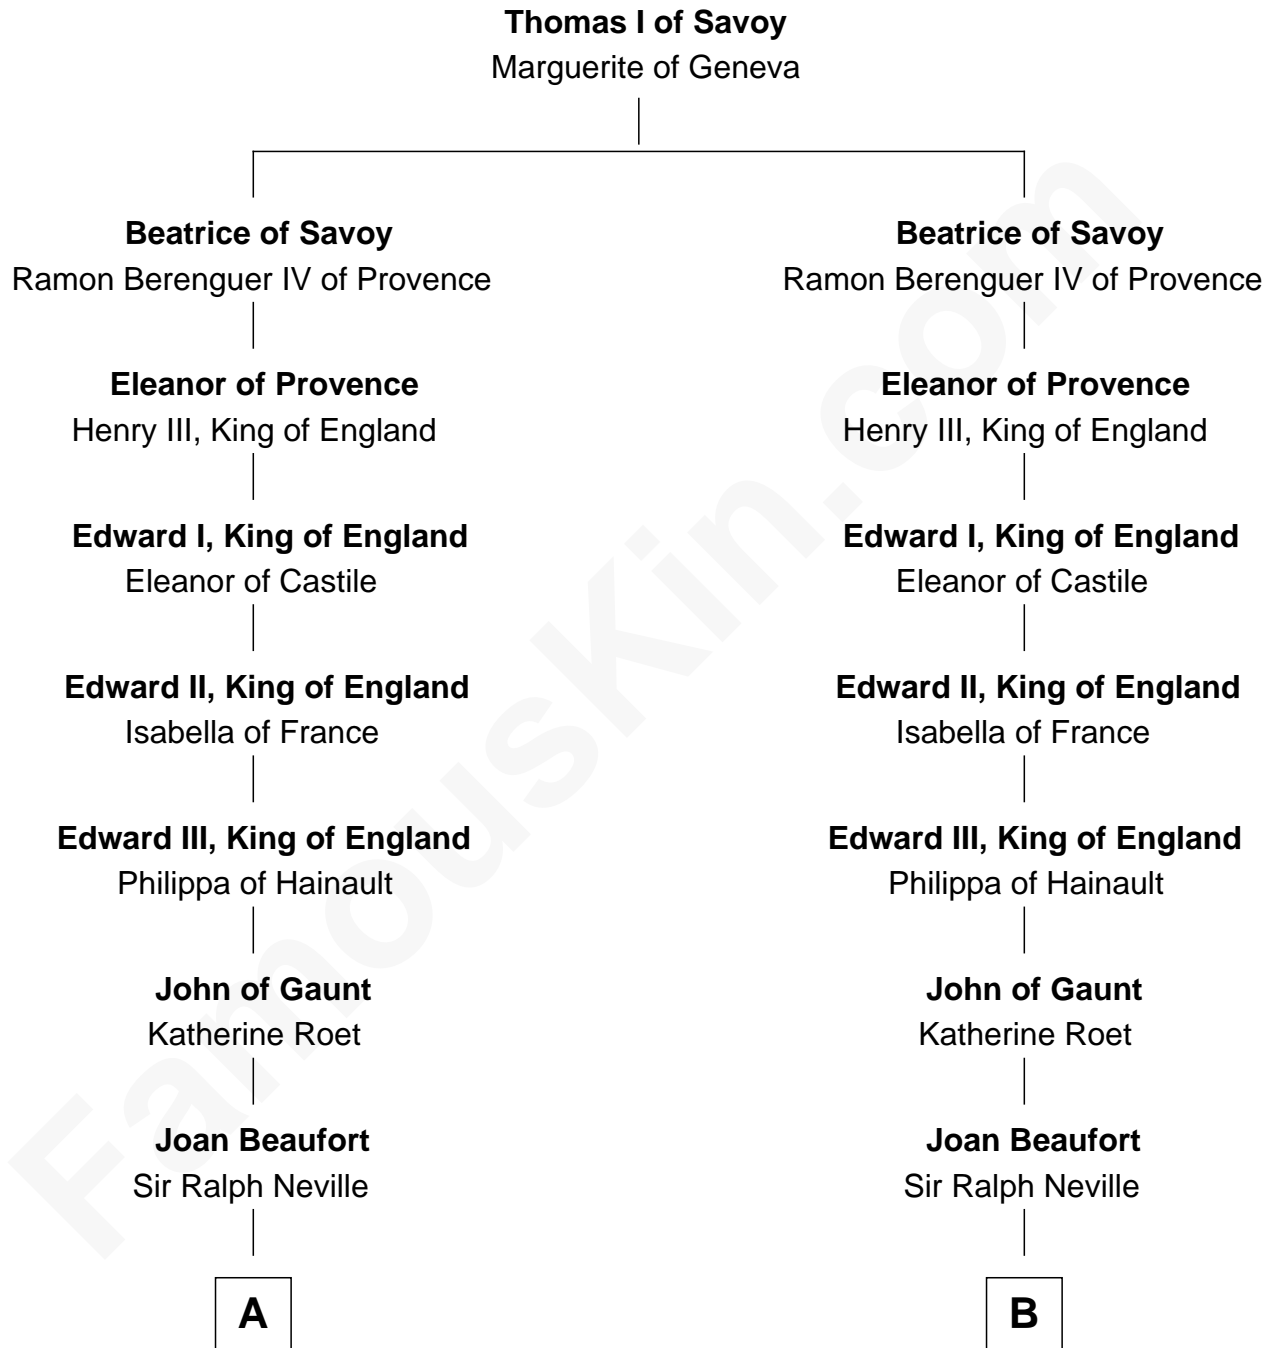 Thomas I of Savoy
Marguerite of Geneva
Beatrice of Savoy
Ramon Berenguer IV of Provence
Eleanor of Provence
Henry III, King of England
Edward I, King of England
Eleanor of Castile
Edward II, King of England
Isabella of France
Edward III, King of England
Philippa of Hainault
John of Gaunt
Katherine Roet
Joan Beaufort
Sir Ralph Neville
A
Beatrice of Savoy
Ramon Berenguer IV of Provence
Eleanor of Provence
Henry III, King of England
Edward I, King of England
Eleanor of Castile
Edward II, King of England
Isabella of France
Edward III, King of England
Philippa of Hainault
John of Gaunt
Katherine Roet
Joan Beaufort
Sir Ralph Neville
B
FamousKin.com